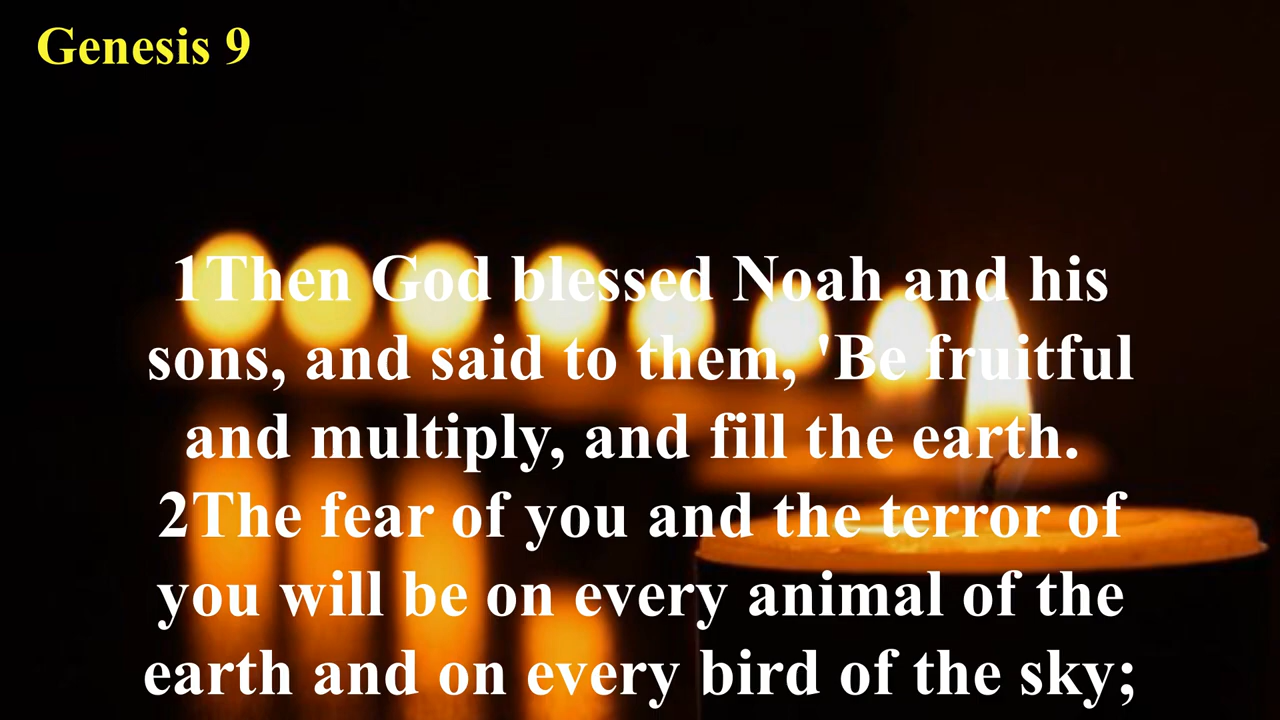 Genesis 9
1Then God blessed Noah and his
sons, and said to them, 'Be fruitful
and multiply, and fill the earth.
2The fear of you and the terror of
you will be on every animal of the
earth and on every bird of the sky;